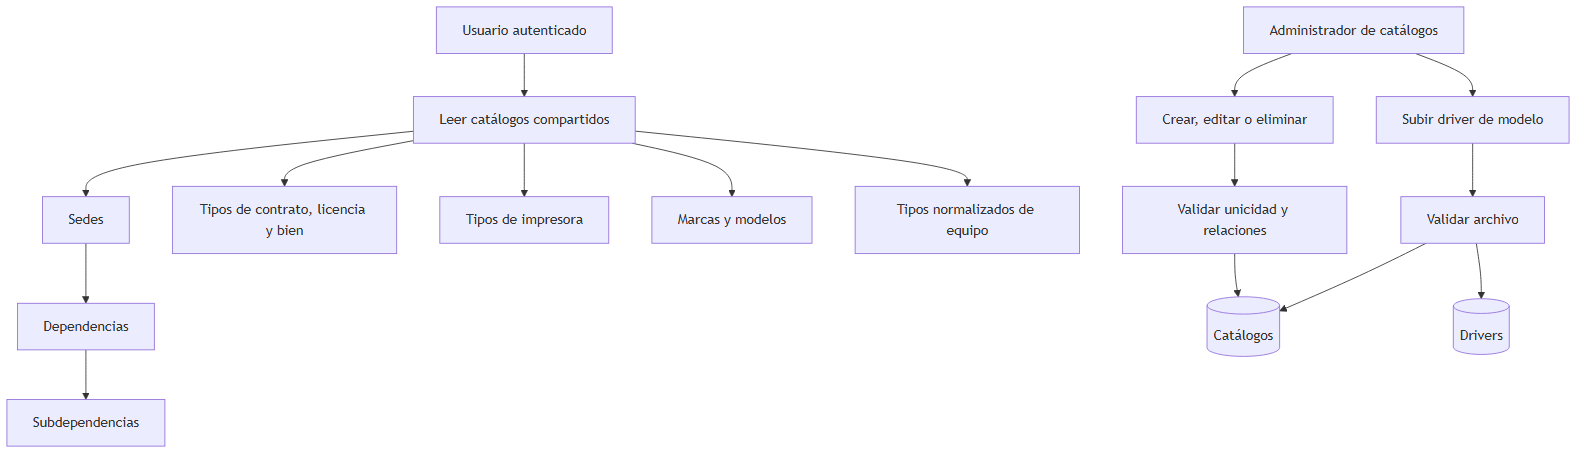 Usuario autenticado
Administrador de catálogos
Leer catálogos compartidos
Crear, editar o eliminar
Subir driver de modelo
Sedes
Tipos de contrato, licencia
y bien
Tipos de impresora
Marcas y modelos
Tipos normalizados de
equipo
Validar unicidad y
relaciones
Validar archivo
Dependencias
Catálogos
Drivers
Subdependencias